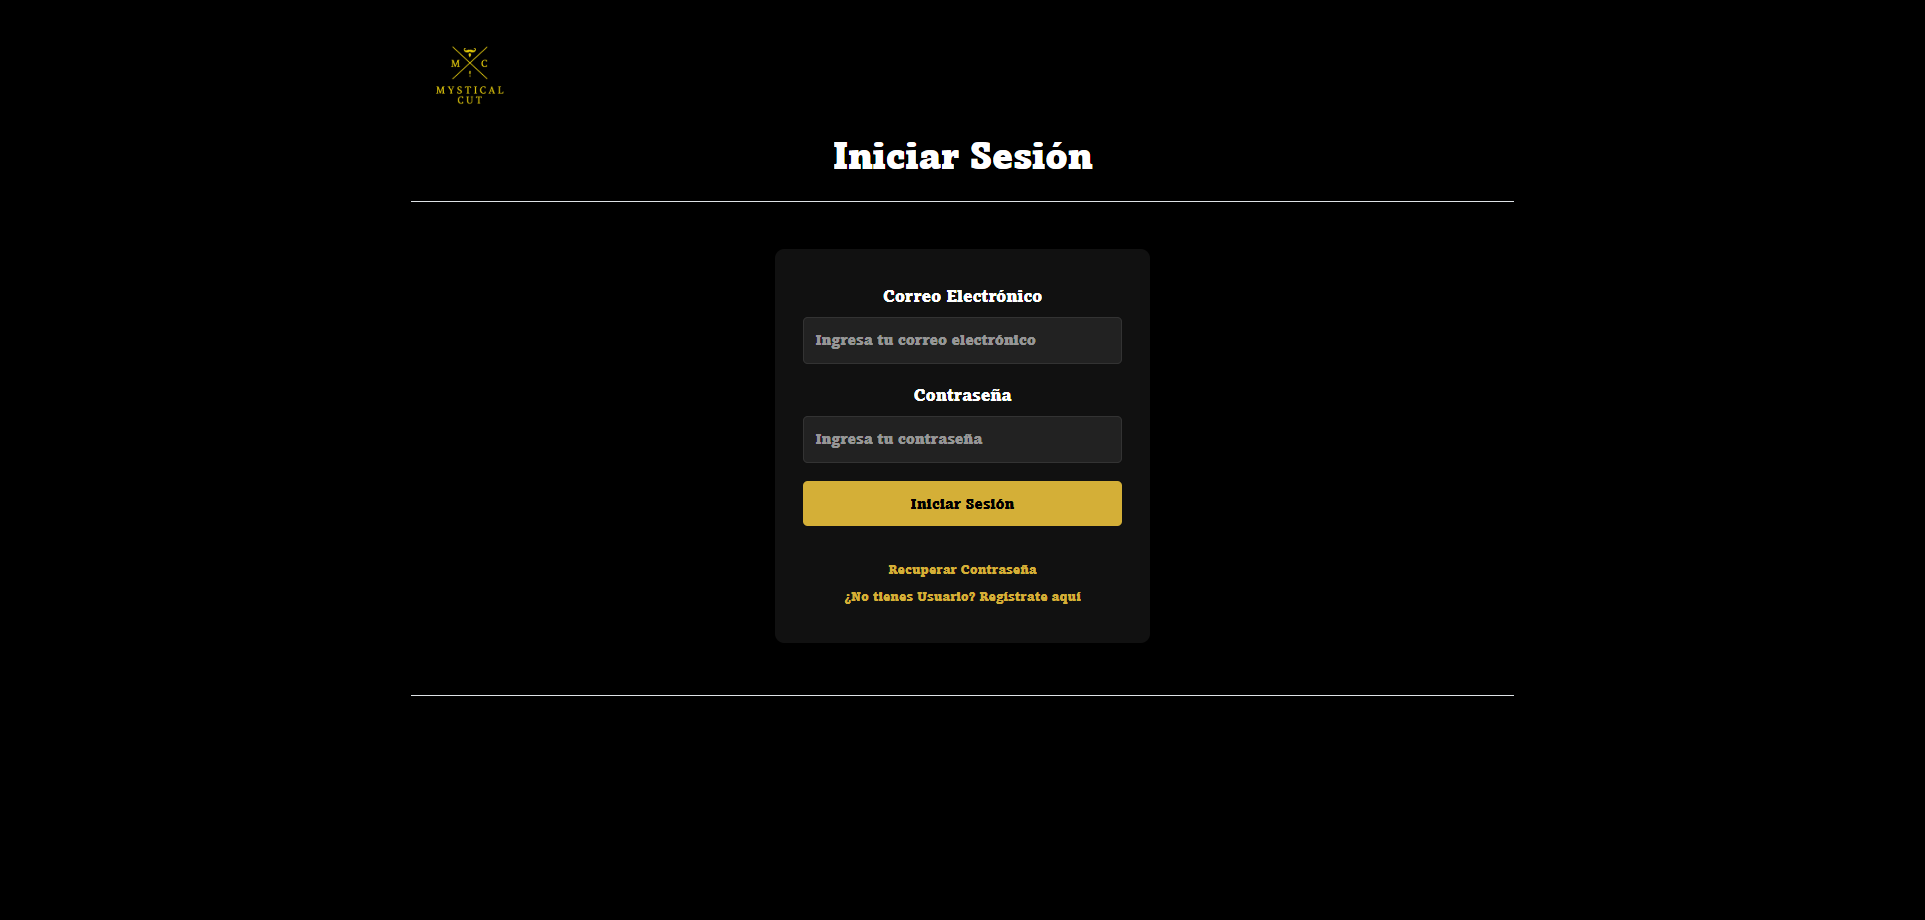 M C
MYSTICAL
CUT
Iniciar Sesión
Correo Electrónico
Ingresa tu correo electrónico
Contraseña
Ingresa tu contraseña
Iniciar Sesión
Recuperar Contraseña
¿No tienes Usuario? Regístrate aquí